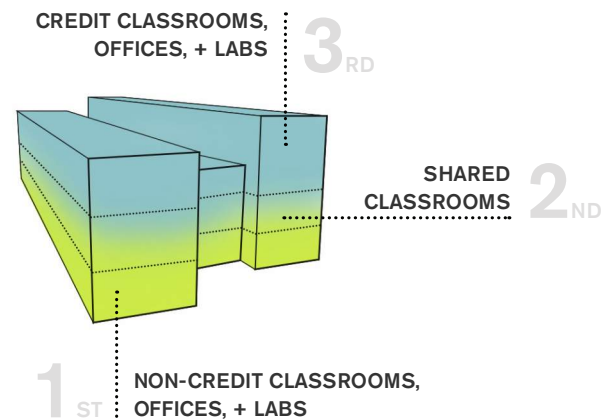 CREDIT CLASSROOMS,
OFFICES, + LABS
3RD
SHARED
CLASSROOMS
2ND
1ST
NON-CREDIT CLASSROOMS,
OFFICES, + LABS